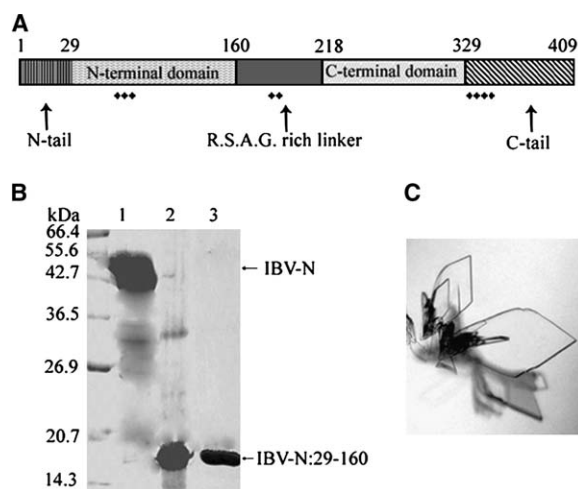 A
1 29 160 218 329 409
N-terminal domain C-terminal domain
N-tail R.S.A.G. rich linker C-tail
B
kDa 1 2 3
66.4
55.6
42.7
IBV-N
36.5
26.9
20.7
IBV-N:29-160
14.3
C